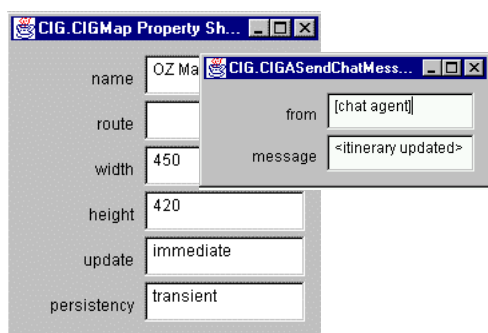 CIG.CIGMap Property Sh...
name OZ Ma
route
width 450
height 420
update immediate
persistency transient
CIG.CIGASendChatMess...
from [chat agent]
message <itinerary updated>